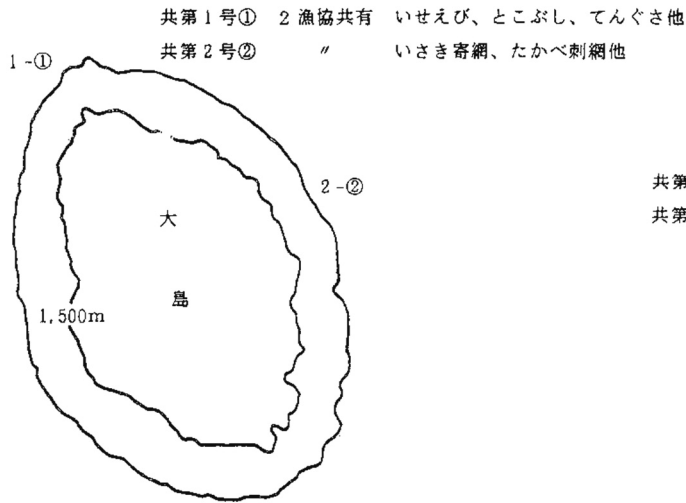 共第1号① 2漁協共有 いせえび、とこぶし、てんぐさ他
共第2号② 〃 いさき寄網、たかべ刺網他
1-①
2-②
共第
共第
大
島
1,500m